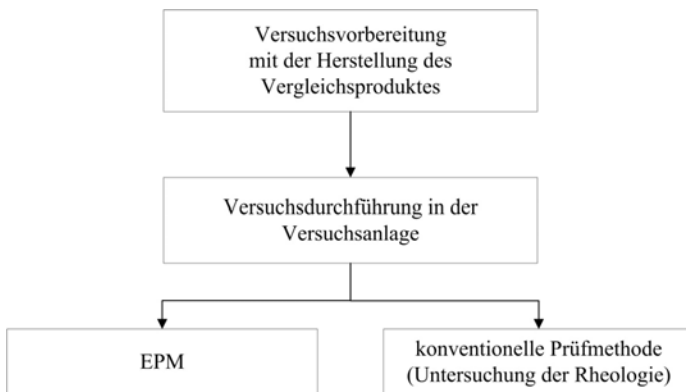 Versuchsvorbereitung
mit der Herstellung des
Vergleichsproduktes
Versuchsdurchführung in der
Versuchsanlage
EPM
konventionelle Prüfmethode
(Untersuchung der Rheologie)